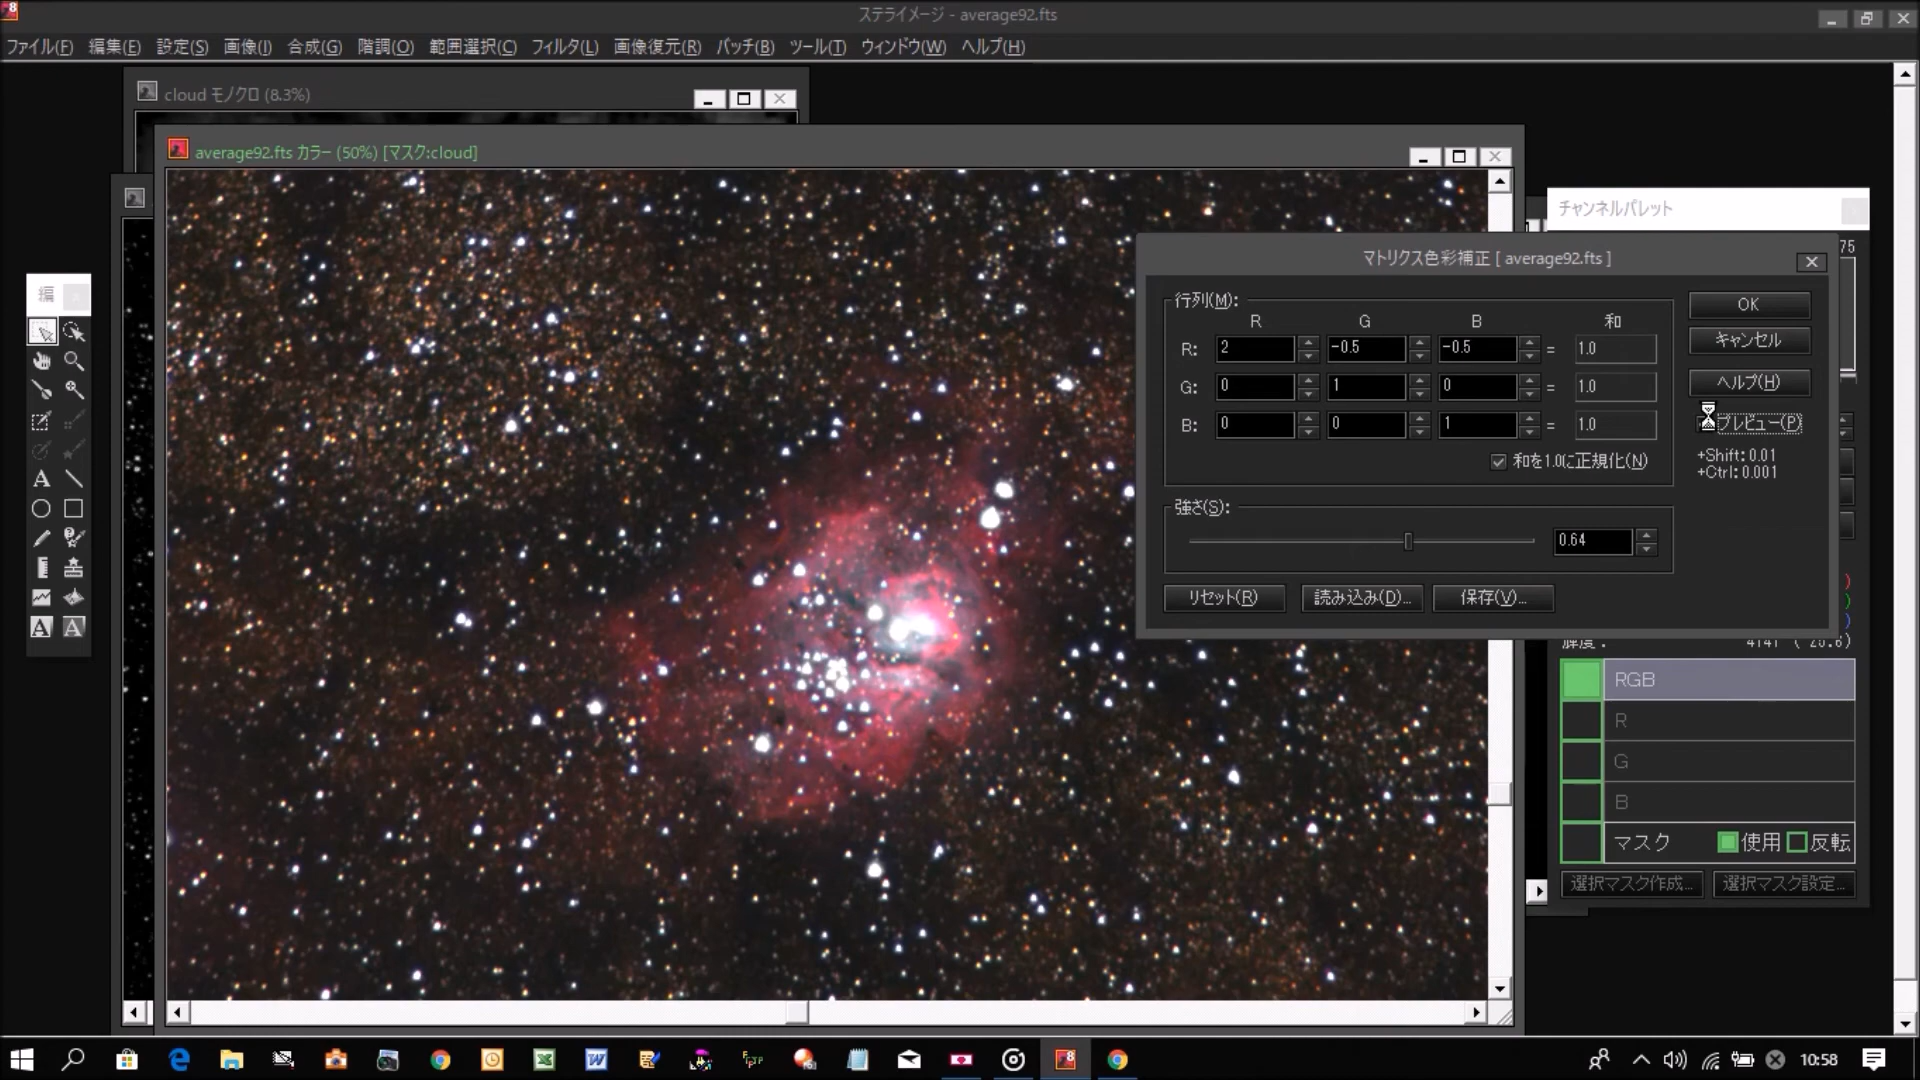 ステライメージ - average92.fts
ファイル(F) 編集(E) 設定(S) 画像(I) 合成(G) 階調(O) 範囲選択(C) フィルタ(L) 画像復元(R) バッチ(B) ツール(T) ウィンドウ(W) ヘルプ(H)
cloud モノクロ (8.3%)
average92.fts カラー (50%) [マスク:cloud]
チャンネルパレット
75
マトリクス色彩補正 [ average92.fts ]
行列(M):
R G B 和
R: 2 -0.5 -0.5 = 1.0
G: 0 1 0 = 1.0
B: 0 0 1 = 1.0
和を1.0に正規化(N)
OK
キャンセル
ヘルプ(H)
プレビュー(P)
+Shift: 0.01
+Ctrl: 0.001
強さ(S):
0.64
リセット(R) 読み込み(D)... 保存(V)...
編
A
A A
輝度 : 4141 ( 20.6)
RGB
R
G
B
マスク 使用 反転
選択マスク作成... 選択マスク設定...
10:58